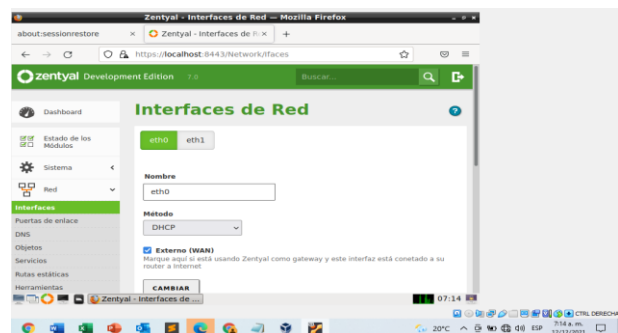 Zentyal - Interfaces de Red — Mozilla Firefox
about:sessionrestore
Zentyal - Interfaces de R
https://localhost:8443/Network/Ifaces
zentyal Development Edition 7.0
Buscar...
Dashboard
Interfaces de Red
Estado de los Módulos
eth0 eth1
Sistema
Red
Nombre
eth0
Interfaces
Puertas de enlace
Método
DNS
DHCP
Objetos
Externo (WAN)
Servicios
Marque aquí si está usando Zentyal como gateway y este interfaz está conetado a su router a Internet
Rutas estáticas
Herramientas
CAMBIAR
Zentyal - Interfaces de ...
07:14
CTRL DERECHA
20°C
ESP
7:14 a. m.